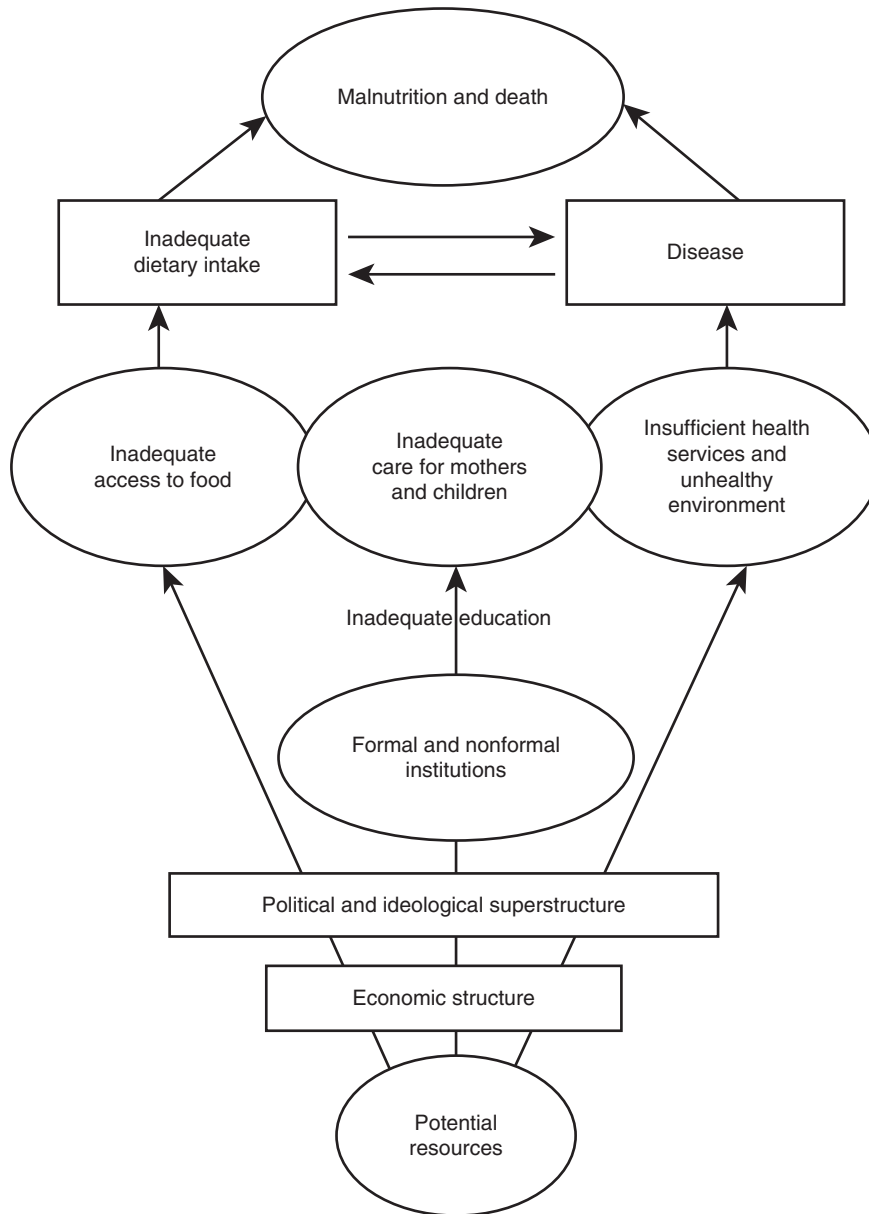 Malnutrition and death
Inadequate
dietary intake
Disease
Inadequate
access to food
Inadequate
care for mothers
and children
Insufficient health
services and
unhealthy
environment
Inadequate education
Formal and nonformal
institutions
Political and ideological superstructure
Economic structure
Potential
resources